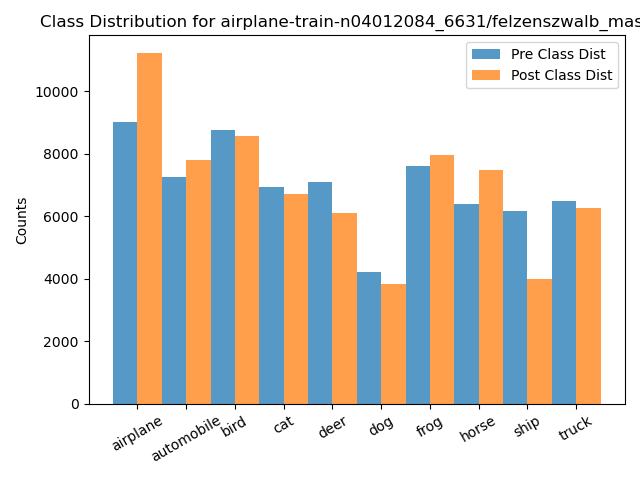 Class Distribution for airplane-train-n04012084_6631/felzenszwalb_mas
Pre Class Dist
Post Class Dist
Counts
10000
8000
6000
4000
2000
0
airplane
automobile
bird
cat
deer
dog
frog
horse
ship
truck